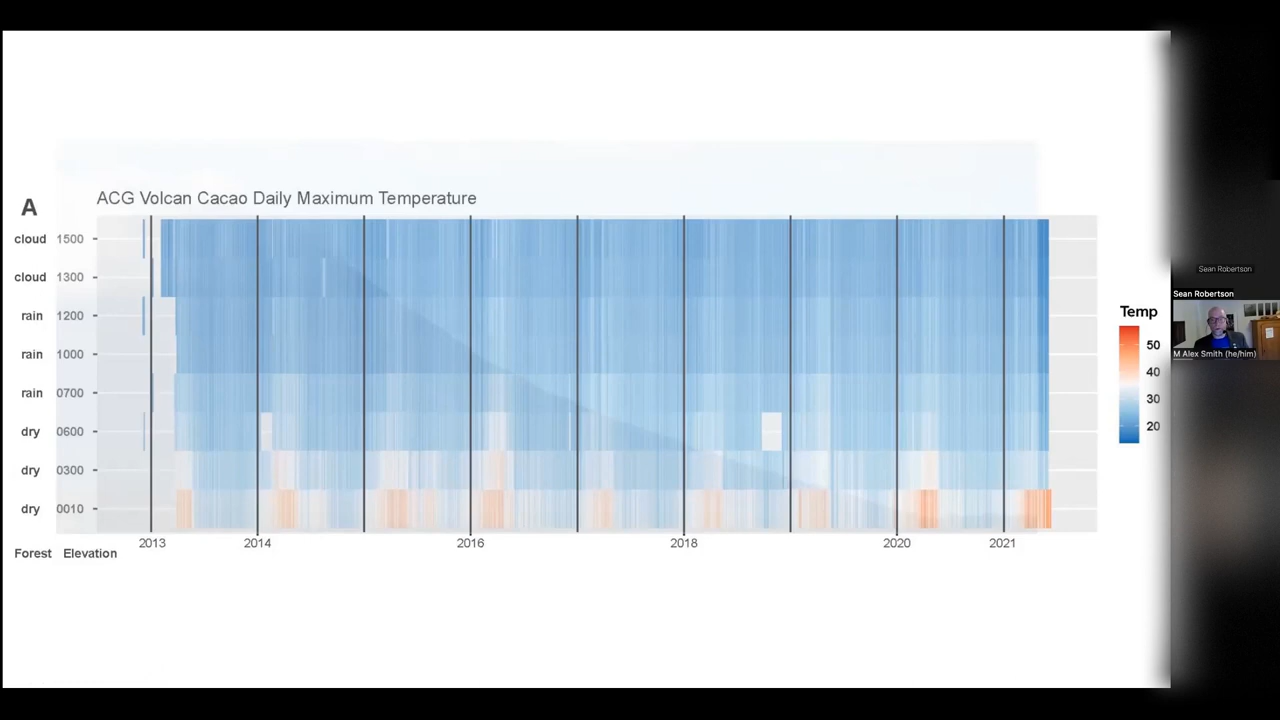 ACG Volcan Cacao Daily Maximum Temperature
A
cloud 1500
cloud 1300
rain 1200
rain 1000
rain 0700
dry 0600
dry 0300
dry 0010
Forest Elevation
2013 2014 2016 2018 2020 2021
Temp
50
40
30
20
Sean Robertson
Sean Robertson
M Alex Smith (he/him)